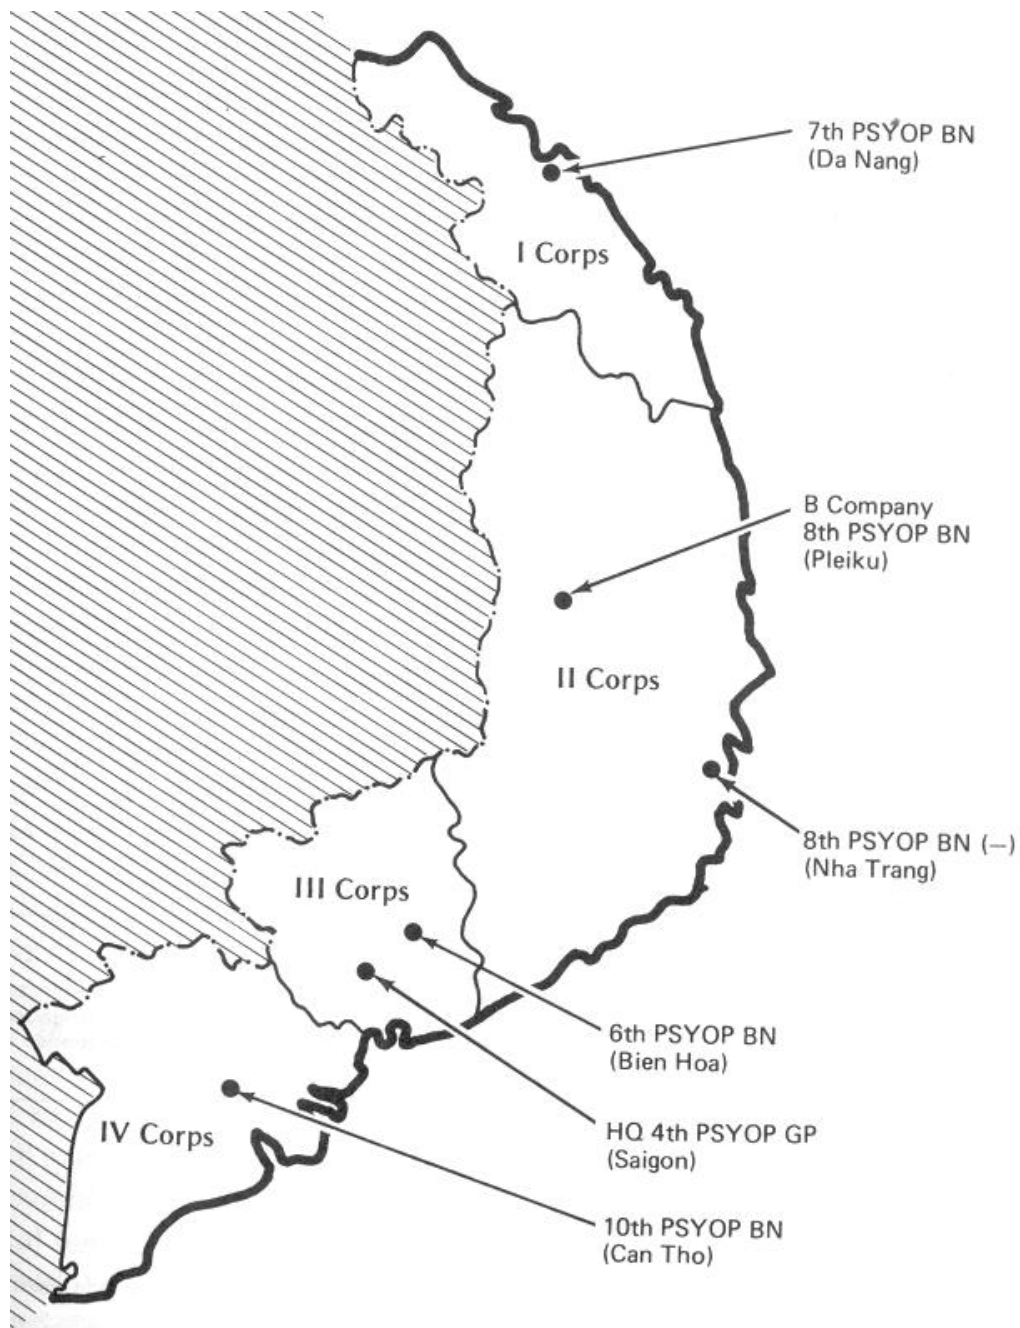 7th PSYOP BN
(Da Nang)
I Corps
B Company
8th PSYOP BN
(Pleiku)
II Corps
8th PSYOP BN (—)
(Nha Trang)
III Corps
6th PSYOP BN
(Bien Hoa)
HQ 4th PSYOP GP
(Saigon)
IV Corps
10th PSYOP BN
(Can Tho)